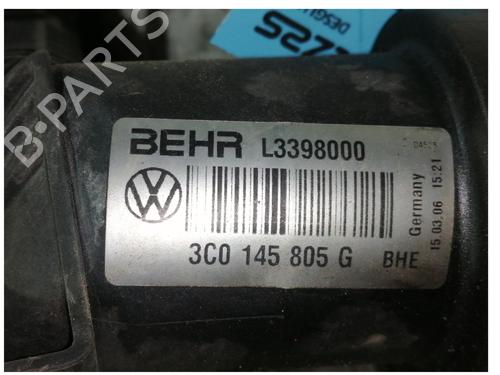 B-PARTS
BEHR L3398000
3C0 145 805 G BHE
Germany
15.03.06 15:21